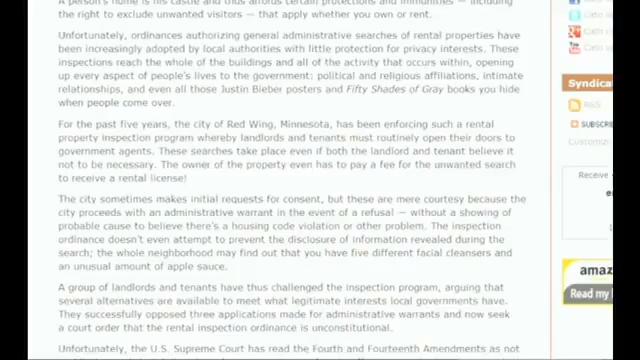 A person's home is his castle and thus affords certain protections and immunities — including
the right to exclude unwanted visitors — that apply whether you own or rent.
Unfortunately, ordinances authorizing general administrative searches of rental properties have
been increasingly adopted by local authorities with little protection for privacy interests. These
inspections reach the whole of the buildings and all of the activity that occurs within, opening
up every aspect of people's lives to the government: political and religious affiliations, intimate
relationships, and even all those Justin Bieber posters and Fifty Shades of Gray books you hide
when people come over.
For the past five years, the city of Red Wing, Minnesota, has been enforcing such a rental
property inspection program whereby landlords and tenants must routinely open their doors to
government agents. These searches take place even if both the landlord and tenant believe it
not to be necessary. The owner of the property even has to pay a fee for the unwanted search
to receive a rental license!
The city sometimes makes initial requests for consent, but these are mere courtesy because the
city proceeds with an administrative warrant in the event of a refusal — without a showing of
probable cause to believe there's a housing code violation or other problem. The inspection
ordinance doesn't even attempt to prevent the disclosure of information revealed during the
search; the whole neighborhood may find out that you have five different facial cleansers and
an unusual amount of apple sauce.
A group of landlords and tenants have thus challenged the inspection program, arguing that
several alternatives are available to meet what legitimate interests local governments have.
They successfully opposed three applications made for administrative warrants and now seek
a court order that the rental inspection ordinance is unconstitutional.
Unfortunately, the U.S. Supreme Court has read the Fourth and Fourteenth Amendments as not
Cato
Cato
Cato
Syndicat
RSS
SUBSCRI
Customize
Receive
amaz
Read my